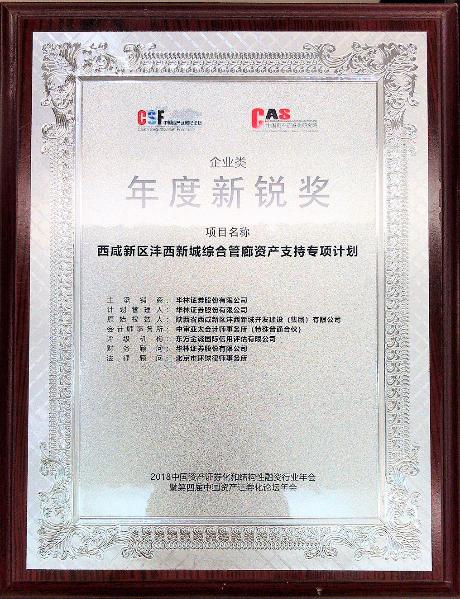 CSF 中国资产证券化论坛
CAS
企业类
年度新锐奖
项目名称
西咸新区沣西新城综合管廊资产支持专项计划
主承销商：华林证券股份有限公司
计划管理人：华林证券股份有限公司
原始权益人：陕西省西咸新区沣西新城开发建设（集团）有限公司
会计师事务所：中审亚太会计师事务所（特殊普通合伙）
评级机构：东方金诚国际信用评估有限公司
财务顾问：华林证券股份有限公司
法律顾问：北京市环球律师事务所
2018中国资产证券化和结构性融资行业年会
暨第四届中国资产证券化论坛年会